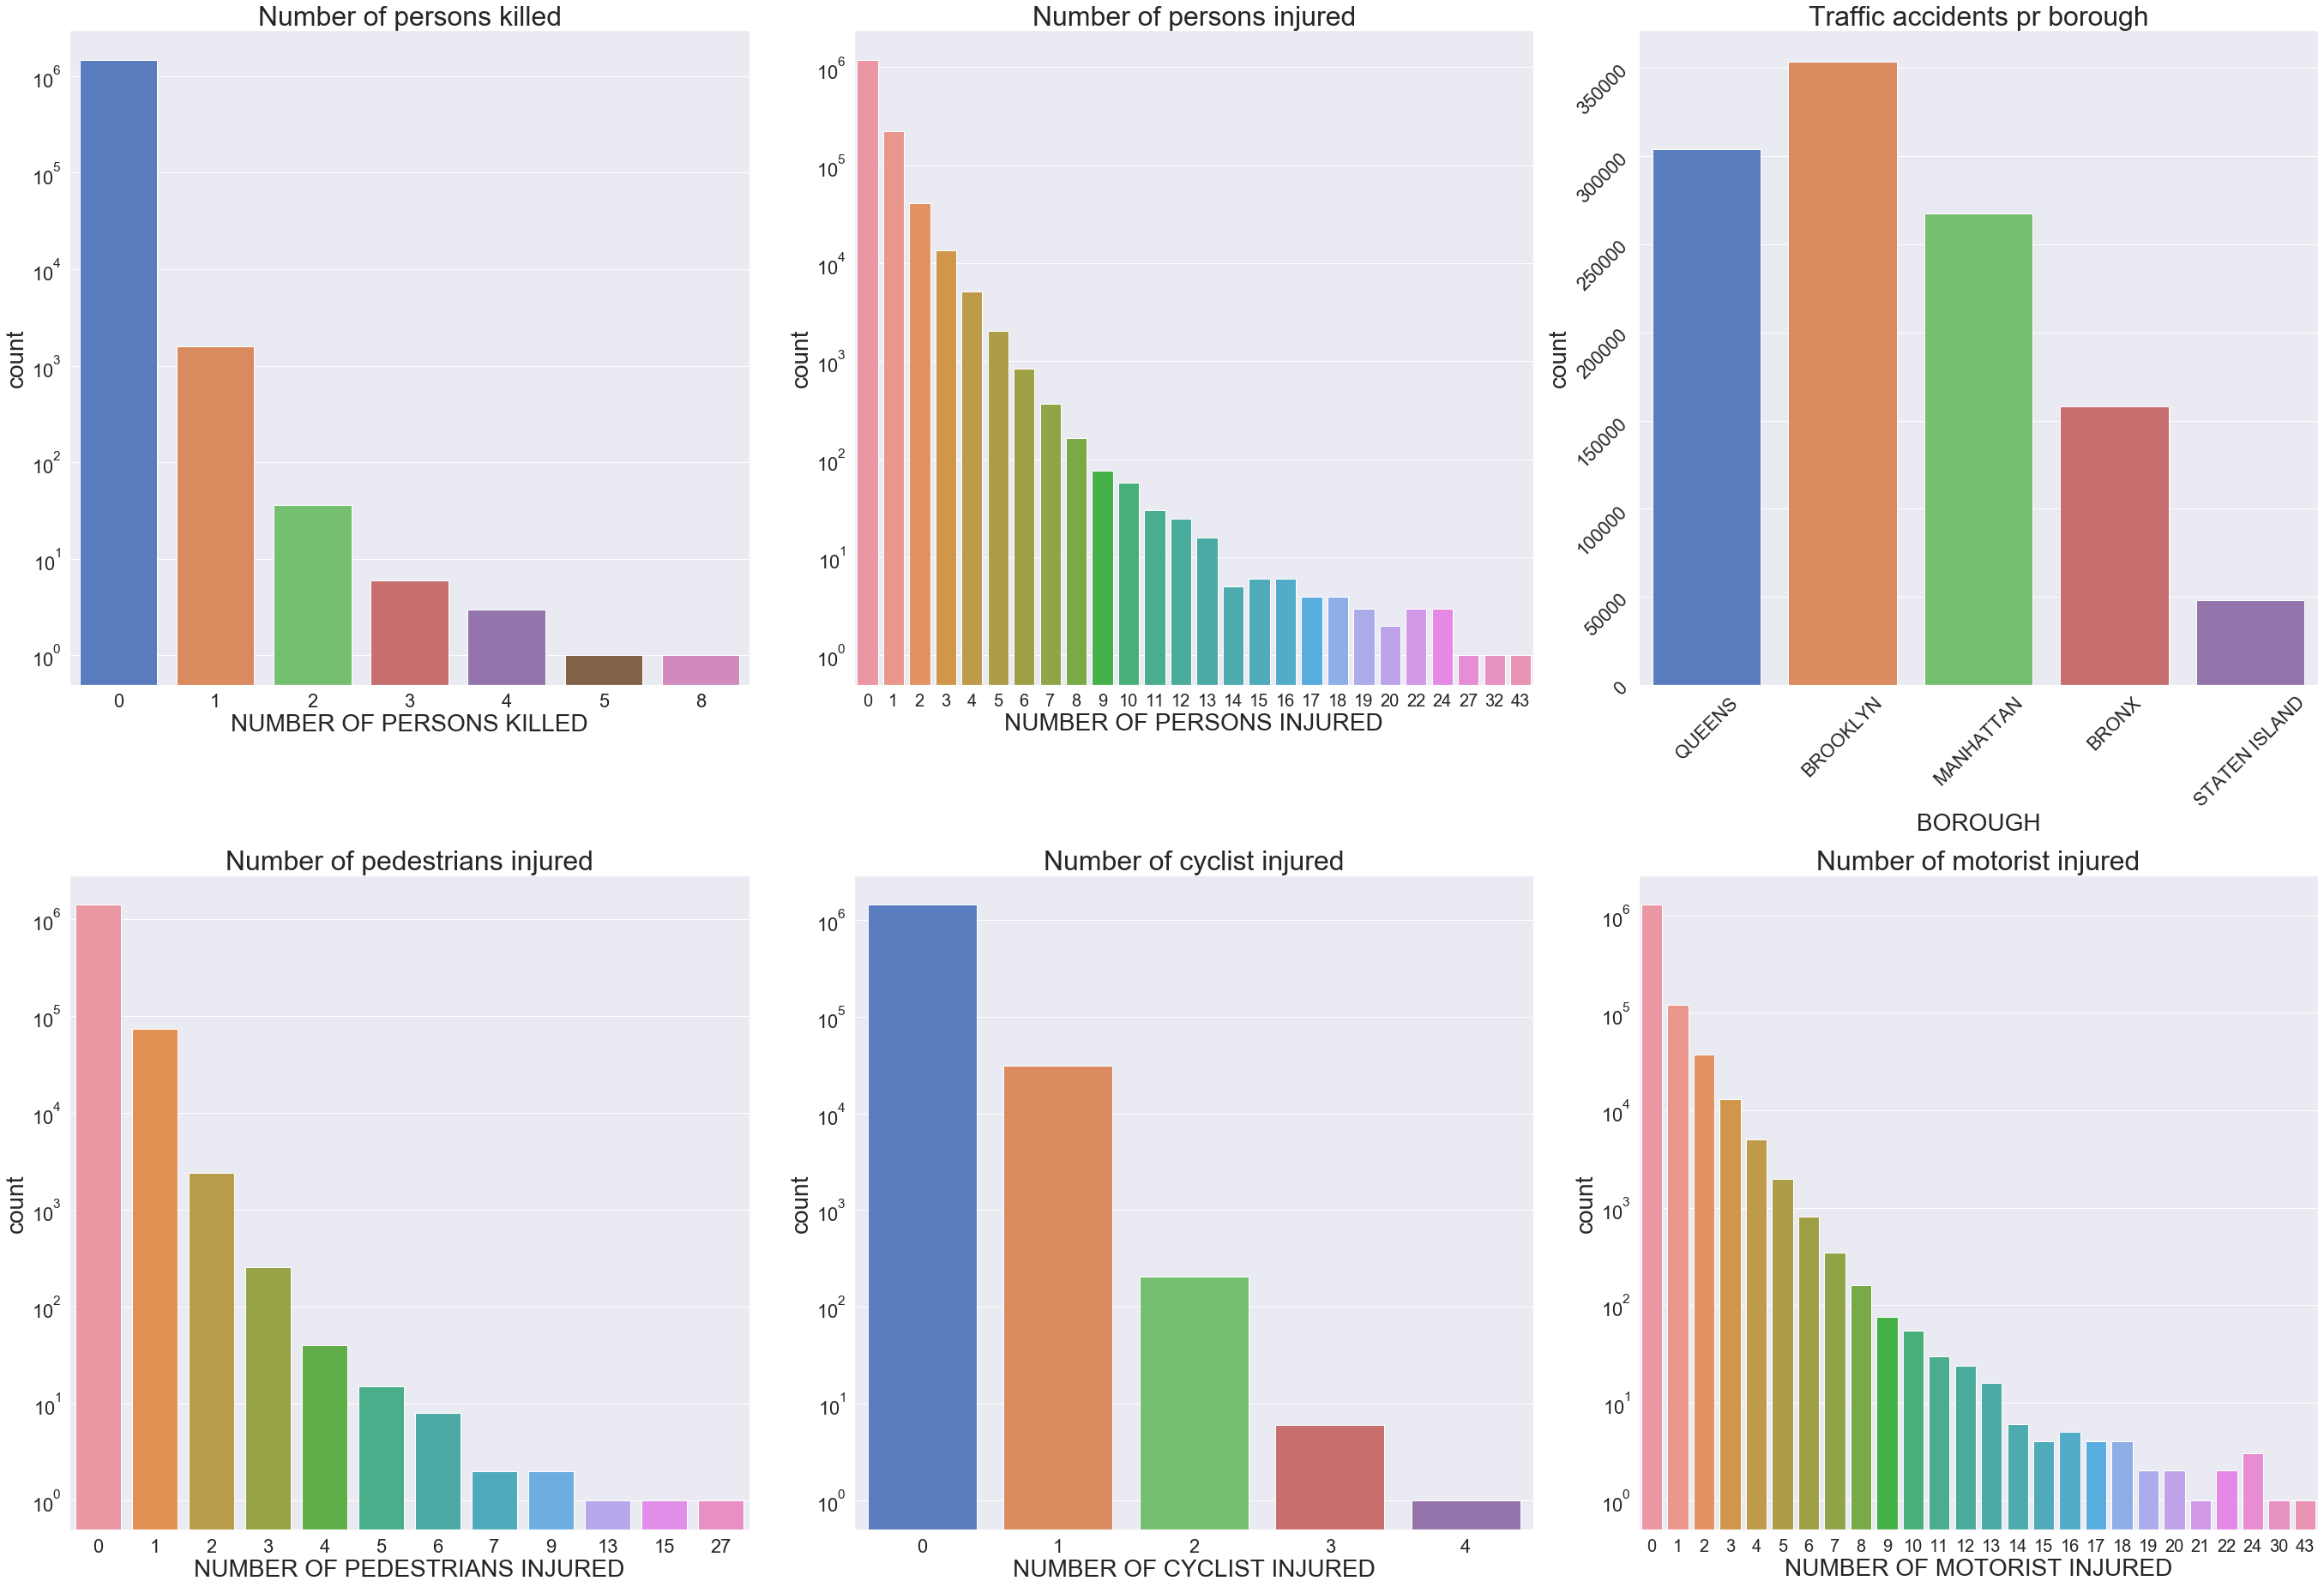 Number of persons killed
count
10^6
10^5
10^4
10^3
10^2
10^1
10^0
0 1 2 3 4 5 8
NUMBER OF PERSONS KILLED
Number of persons injured
count
10^6
10^5
10^4
10^3
10^2
10^1
10^0
0 1 2 3 4 5 6 7 8 9 10 11 12 13 14 15 16 17 18 19 20 22 24 27 32 43
NUMBER OF PERSONS INJURED
Traffic accidents pr borough
count
350000
300000
250000
200000
150000
100000
50000
0
QUEENS
BROOKLYN
MANHATTAN
BRONX
STATEN ISLAND
BOROUGH
Number of pedestrians injured
count
10^6
10^5
10^4
10^3
10^2
10^1
10^0
0 1 2 3 4 5 6 7 9 13 15 27
NUMBER OF PEDESTRIANS INJURED
Number of cyclist injured
count
10^6
10^5
10^4
10^3
10^2
10^1
10^0
0 1 2 3 4
NUMBER OF CYCLIST INJURED
Number of motorist injured
count
10^6
10^5
10^4
10^3
10^2
10^1
10^0
0 1 2 3 4 5 6 7 8 9 10 11 12 13 14 15 16 17 18 19 20 21 22 24 30 43
NUMBER OF MOTORIST INJURED